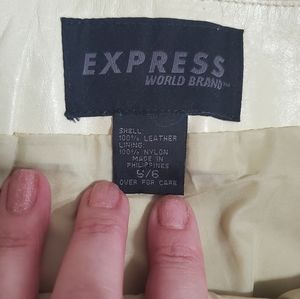 EXPRESS
WORLD BRAND™
SHELL
100% LEATHER
LINING:
100% NYLON
MADE IN
PHILIPPINES
5/6
OVER FOR CARE